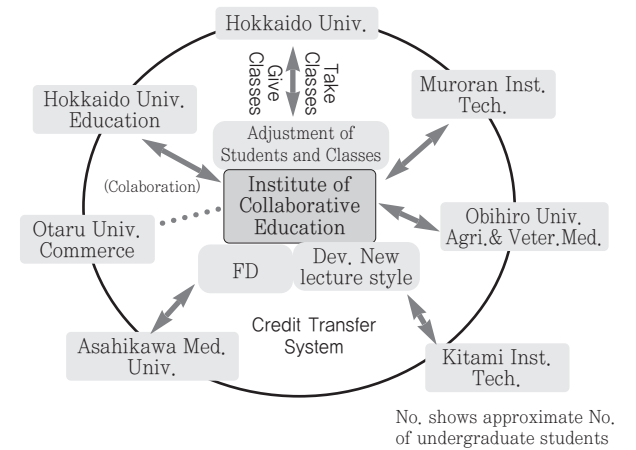 Hokkaido Univ.
Take
Classes
Give
Classes
Muroran Inst.
Tech.
Hokkaido Univ.
Education
Adjustment of
Students and Classes
(Colaboration)
Institute of
Collaborative
Education
Otaru Univ.
Commerce
Obihiro Univ.
Agri.& Veter.Med.
FD
Dev. New
lecture style
Credit Transfer
System
Asahikawa Med.
Univ.
Kitami Inst.
Tech.
No. shows approximate No.
of undergraduate students